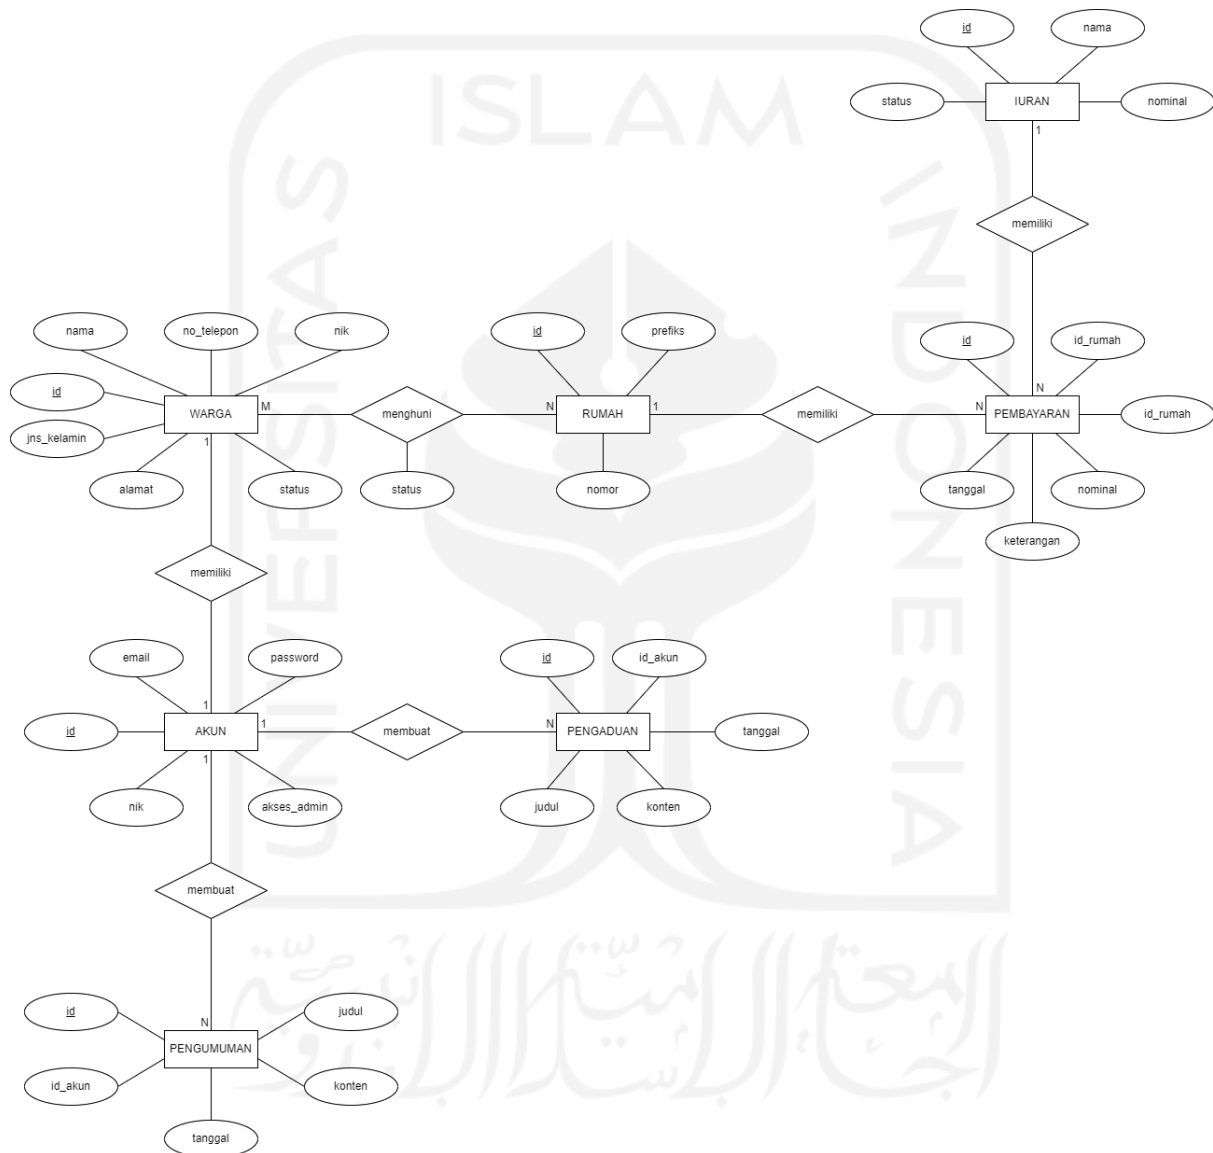 id
nama
status
IURAN
nominal
1
memiliki
nama
no_telepon
nik
id
prefiks
id
id_rumah
N
id
WARGA
M
menghuni
N
RUMAH
1
memiliki
N
PEMBAYARAN
id_rumah
jns_kelamin
1
alamat
status
status
nomor
tanggal
nominal
keterangan
memiliki
email
password
id
id_akun
1
id
AKUN
1
membuat
N
PENGADUAN
tanggal
1
nik
akses_admin
judul
konten
membuat
id
judul
N
PENGUMUMAN
id_akun
konten
tanggal
UNIVERSITAS
ISLAM
INDONESIA